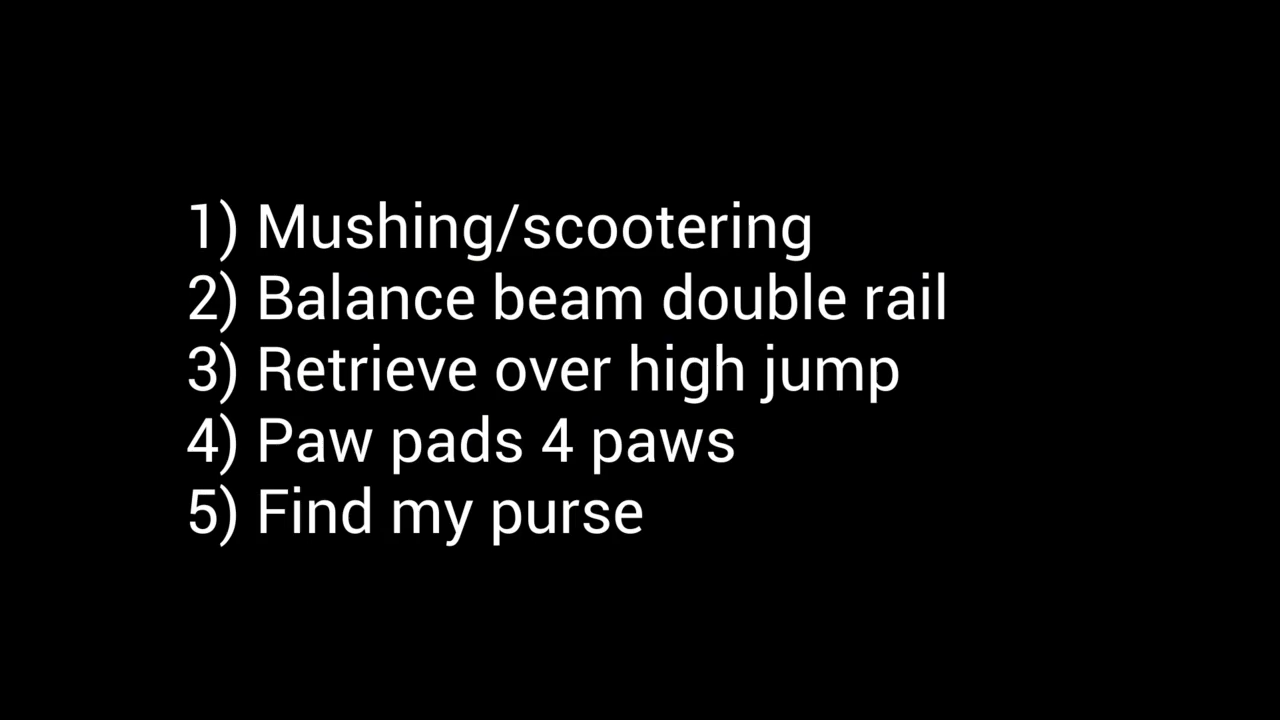 1) Mushing/scootering
2) Balance beam double rail
3) Retrieve over high jump
4) Paw pads 4 paws
5) Find my purse